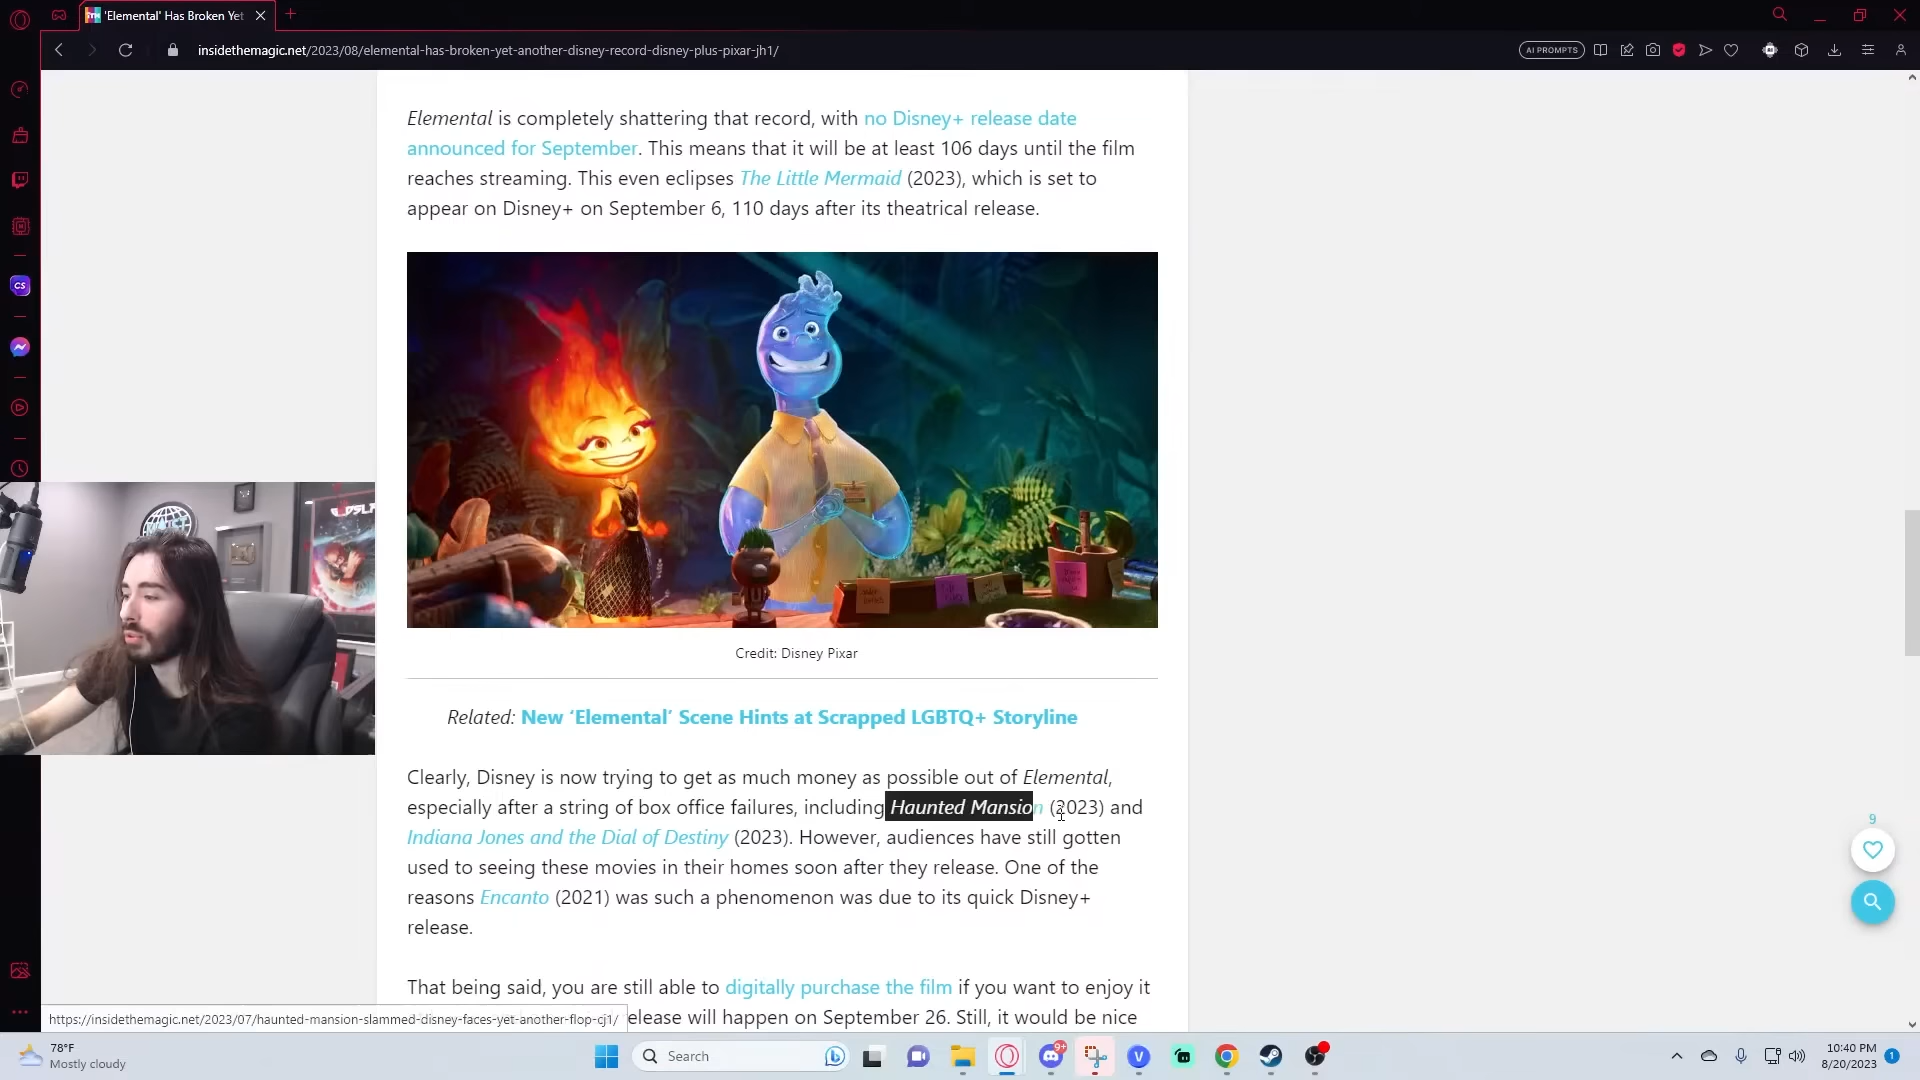 'Elemental' Has Broken Yet
insidethemagic.net/2023/08/elemental-has-broken-yet-another-disney-record-disney-plus-pixar-jh1/
AI PROMPTS
Elemental is completely shattering that record, with no Disney+ release date
announced for September. This means that it will be at least 106 days until the film
reaches streaming. This even eclipses The Little Mermaid (2023), which is set to
appear on Disney+ on September 6, 110 days after its theatrical release.
Credit: Disney Pixar
Related: New ‘Elemental’ Scene Hints at Scrapped LGBTQ+ Storyline
Clearly, Disney is now trying to get as much money as possible out of Elemental,
especially after a string of box office failures, including Haunted Mansion (2023) and
Indiana Jones and the Dial of Destiny (2023). However, audiences have still gotten
used to seeing these movies in their homes soon after they release. One of the
reasons Encanto (2021) was such a phenomenon was due to its quick Disney+
release.
That being said, you are still able to digitally purchase the film if you want to enjoy it
elease will happen on September 26. Still, it would be nice
https://insidethemagic.net/2023/07/haunted-mansion-slammed-disney-faces-yet-another-flop-cj1/
CS
9
78°F
Mostly cloudy
Search
9+
10:40 PM
8/20/2023
1